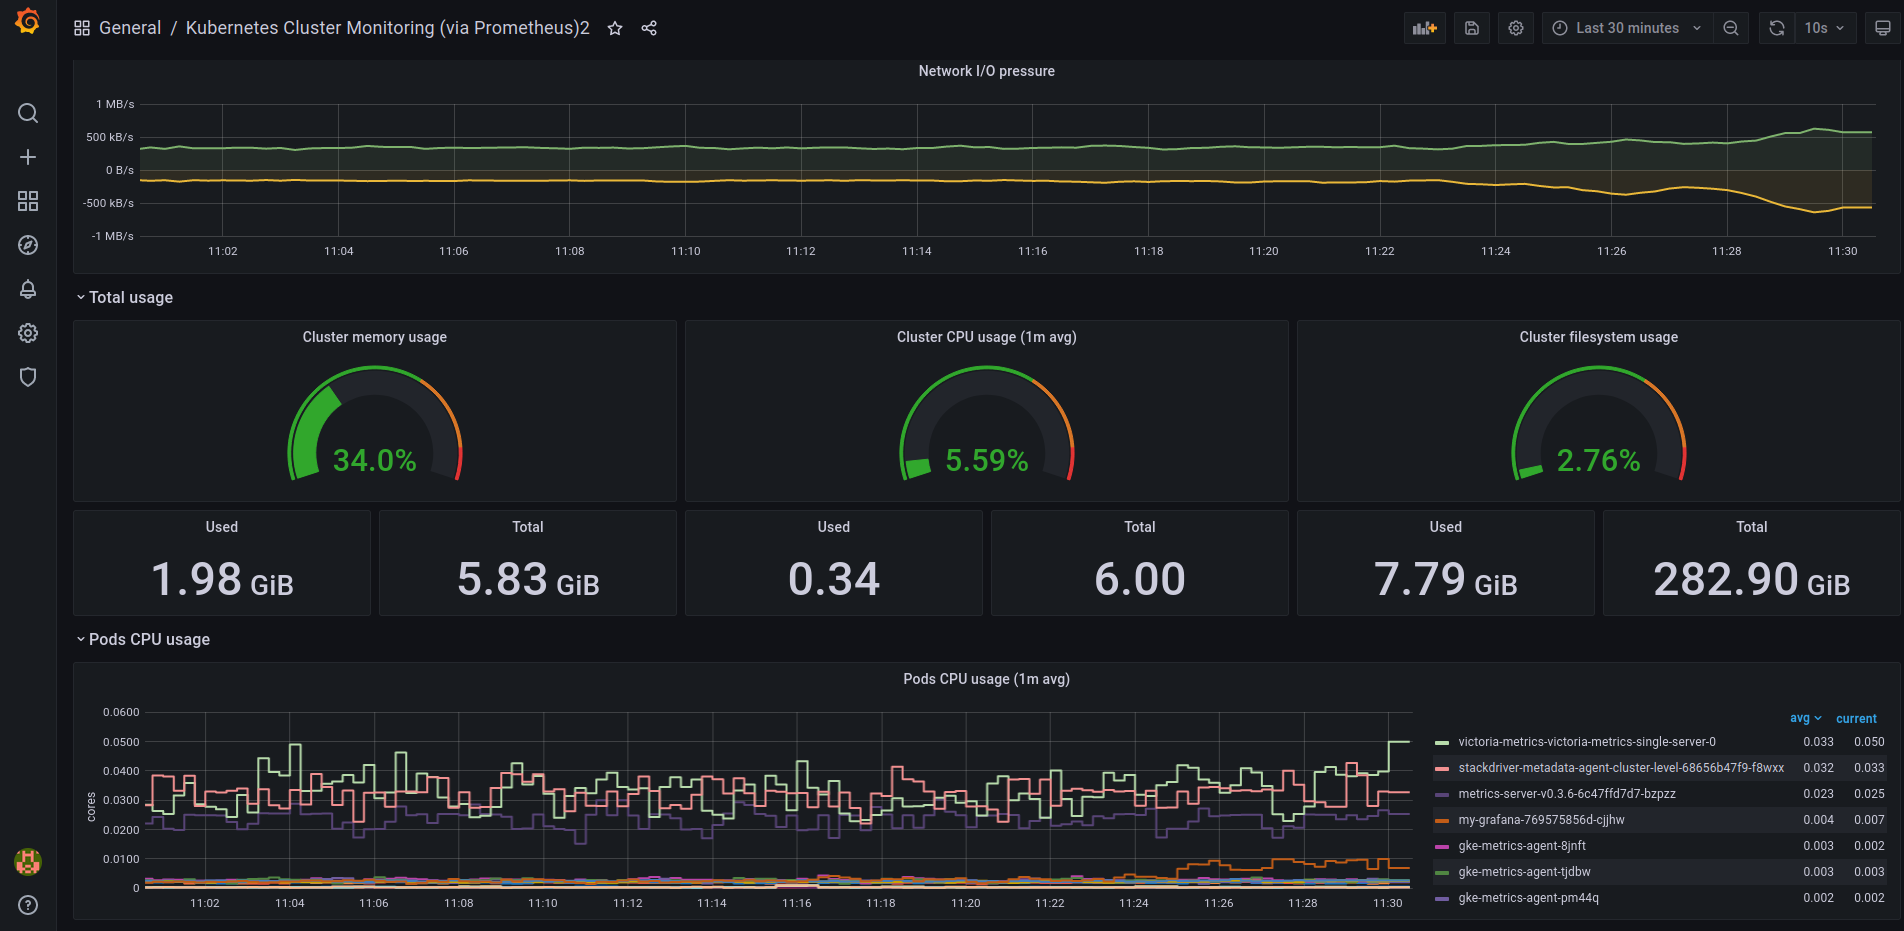 General / Kubernetes Cluster Monitoring (via Prometheus)2
Last 30 minutes
10s
Network I/O pressure
1 MB/s
500 kB/s
0 B/s
-500 kB/s
-1 MB/s
11:02 11:04 11:06 11:08 11:10 11:12 11:14 11:16 11:18 11:20 11:22 11:24 11:26 11:28 11:30
Total usage
Cluster memory usage
34.0%
Cluster CPU usage (1m avg)
5.59%
Cluster filesystem usage
2.76%
Used
1.98 GiB
Total
5.83 GiB
Used
0.34
Total
6.00
Used
7.79 GiB
Total
282.90 GiB
Pods CPU usage
Pods CPU usage (1m avg)
cores
0.0600
0.0500
0.0400
0.0300
0.0200
0.0100
0
11:02 11:04 11:06 11:08 11:10 11:12 11:14 11:16 11:18 11:20 11:22 11:24 11:26 11:28 11:30
avg current
victoria-metrics-victoria-metrics-single-server-0 0.033 0.050
stackdriver-metadata-agent-cluster-level-68656b47f9-f8wxx 0.032 0.033
metrics-server-v0.3.6-6c47ffd7d7-bzpzz 0.023 0.025
my-grafana-769575856d-cjjhw 0.004 0.007
gke-metrics-agent-8jnft 0.003 0.002
gke-metrics-agent-tjdbw 0.003 0.003
gke-metrics-agent-pm44q 0.002 0.002